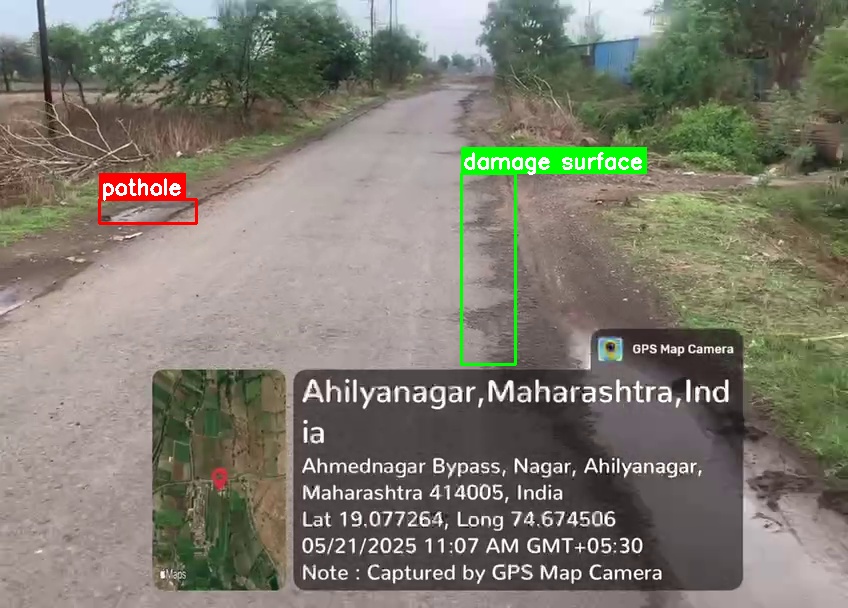 damage surface
pothole
GPS Map Camera
Ahilyanagar,Maharashtra,Ind
ia
Ahmednagar Bypass, Nagar, Ahilyanagar,
Maharashtra 414005, India
Lat 19.077264, Long 74.674506
05/21/2025 11:07 AM GMT+05:30
Note : Captured by GPS Map Camera
Maps